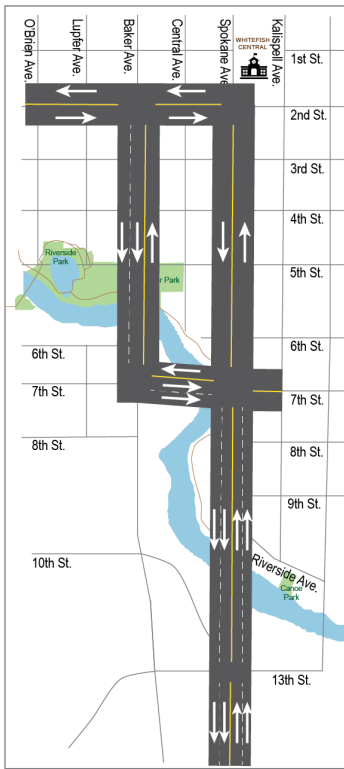 O'Brien Ave.
Lupfer Ave.
Baker Ave.
Central Ave.
Spokane Ave.
Kalispell Ave.
WHITEFISH
CENTRAL
1st St.
2nd St.
3rd St.
4th St.
5th St.
Riverside
Park
Park
6th St.
6th St.
7th St.
7th St.
8th St.
8th St.
9th St.
10th St.
Riverside Ave.
Canoe
Park
13th St.